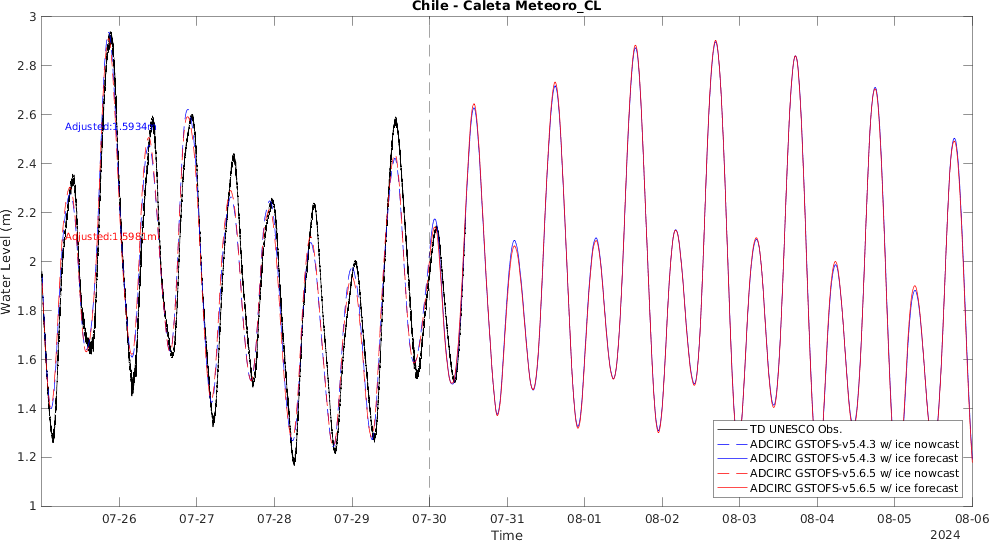 Chile - Caleta Meteoro_CL
Water Level (m)
3
2.8
2.6
2.4
2.2
2
1.8
1.6
1.4
1.2
1
Adjusted:1.5934m
Adjusted:1.5981m
TD UNESCO Obs.
ADCIRC GSTOFS-v5.4.3 w/ ice nowcast
ADCIRC GSTOFS-v5.4.3 w/ ice forecast
ADCIRC GSTOFS-v5.6.5 w/ ice nowcast
ADCIRC GSTOFS-v5.6.5 w/ ice forecast
07-26 07-27 07-28 07-29 07-30 07-31 08-01 08-02 08-03 08-04 08-05 08-06
Time
2024